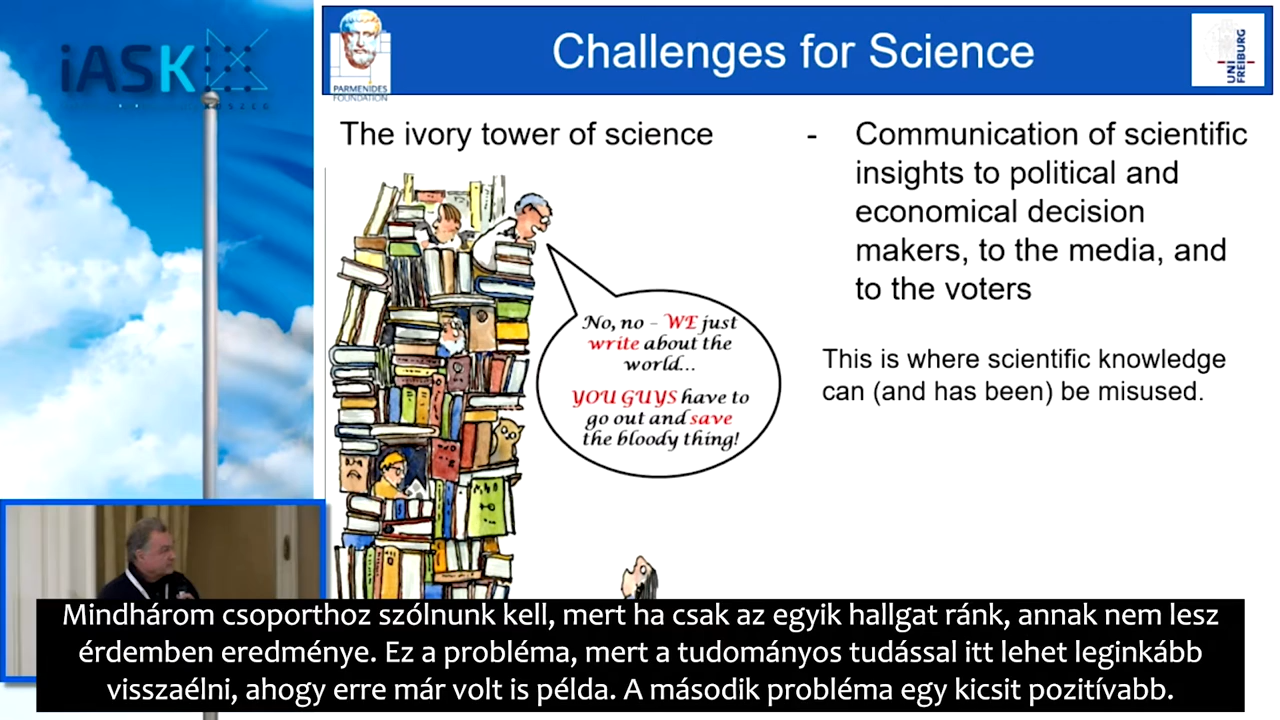 iASK
KOSZEG
PARMENIDES
FOUNDATION
Challenges for Science
UNI
FREIBURG
The ivory tower of science
- Communication of scientific
insights to political and
economical decision
makers, to the media, and
to the voters
No, no – WE just
write about the
world...
YOU GUYS have to
go out and save
the bloody thing!
This is where scientific knowledge
can (and has been) be misused.
Mindhárom csoporthoz szólnunk kell, mert ha csak az egyik hallgat ránk, annak nem lesz
érdemben eredménye. Ez a probléma, mert a tudományos tudással itt lehet leginkább
visszaélni, ahogy erre már volt is példa. A második probléma egy kicsit pozitívabb.